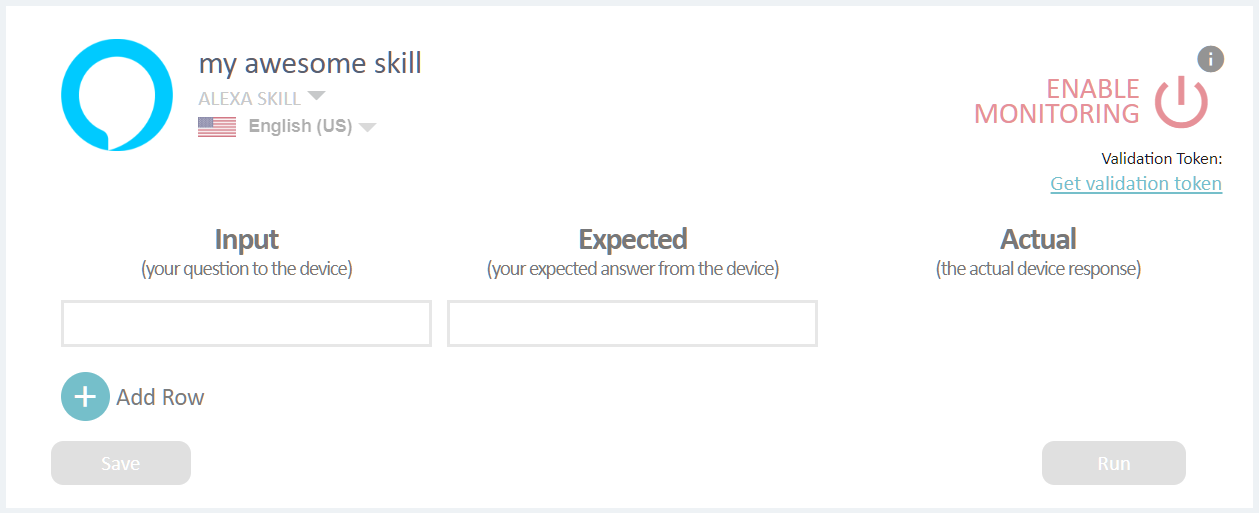 my awesome skill
ALEXA SKILL
English (US)
i
ENABLE
MONITORING
Validation Token:
Get validation token
Input
(your question to the device)
Expected
(your expected answer from the device)
Actual
(the actual device response)
Add Row
Save
Run